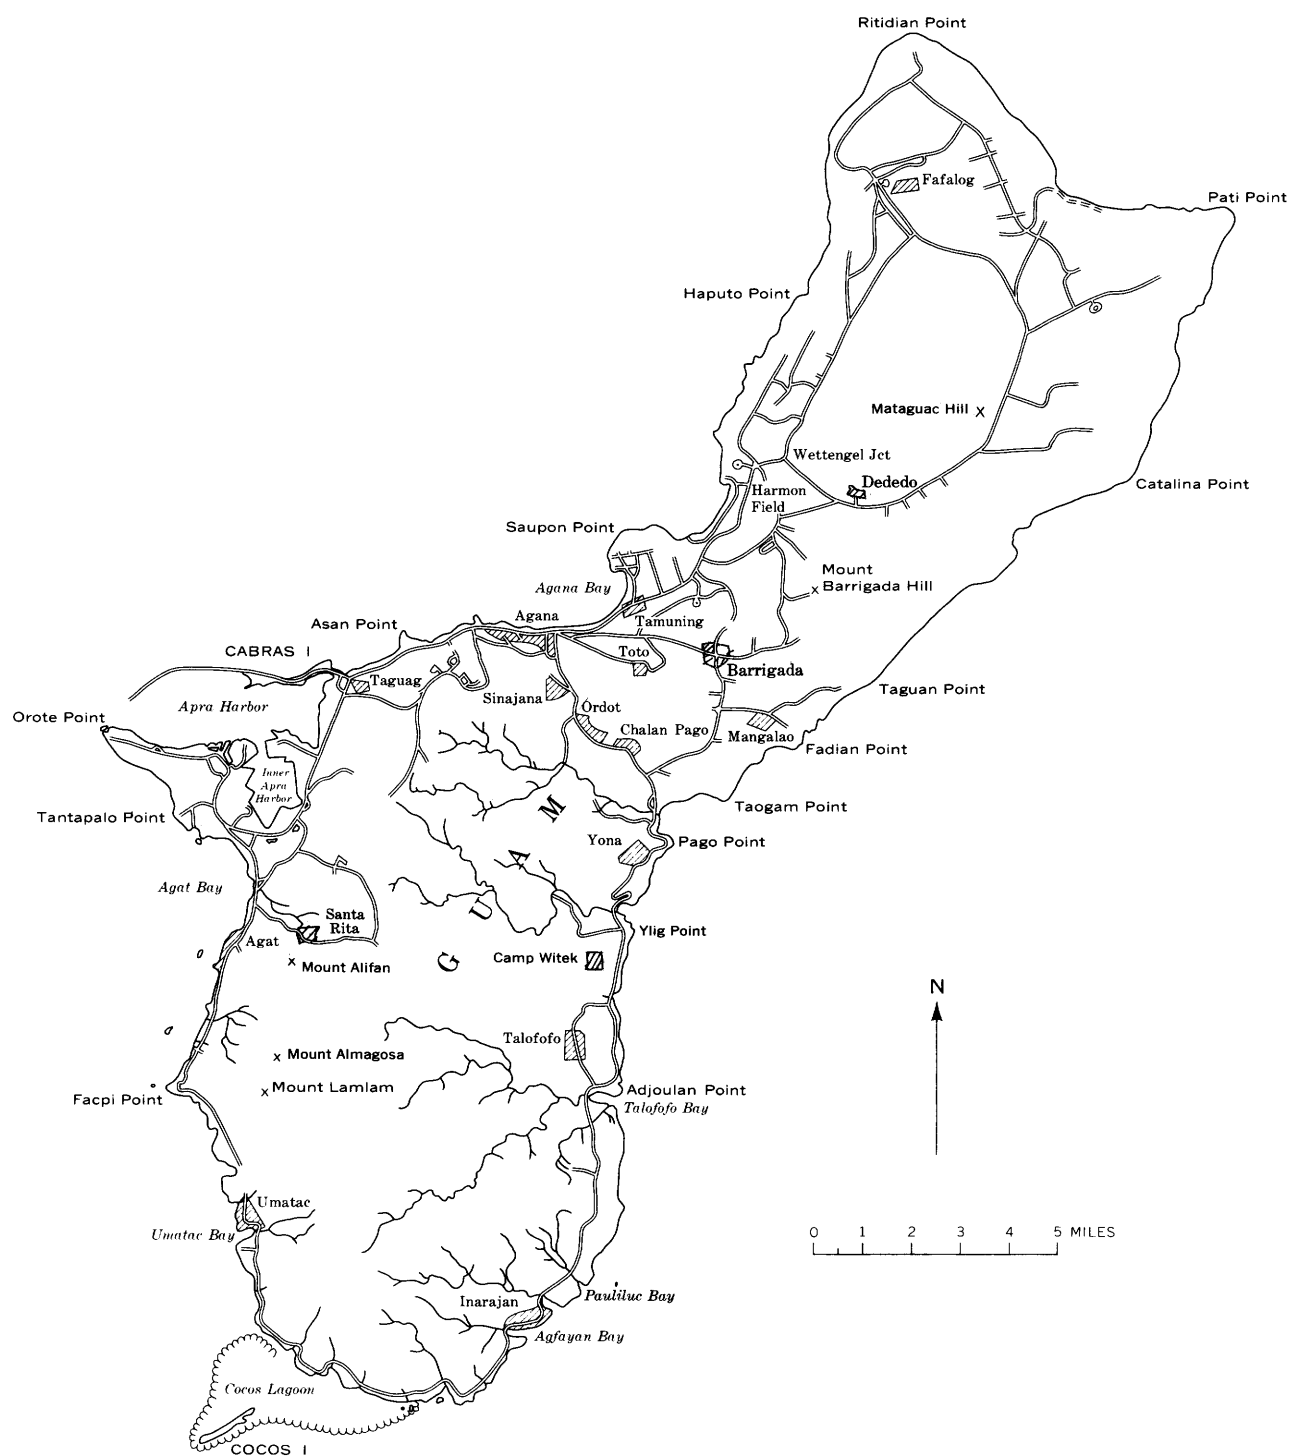 Ritidian Point
Fafalog
Pati Point
Haputo Point
Mataguac Hill
Wettengel Jct
Dededo
Catalina Point
Harmon
Field
Saupon Point
Mount
Barrigada Hill
Agana Bay
Agana
Asan Point
Tamuning
CABRAS I
Toto
Barrigada
Taguag
Sinajana
Taguan Point
Apra Harbor
Orote Point
Ordot
Chalan Pago
Mangalao
Fadian Point
Inner
Apra
Harbor
Taogam Point
Tantapalo Point
Yona
Pago Point
GUAM
Agat Bay
Santa
Rita
Agat
Ylig Point
Camp Witek
Mount Alifan
N
Talofofo
Mount Almagosa
Mount Lamlam
Adjoulan Point
Facpi Point
Talofofo Bay
Umatac
Umatac Bay
0 1 2 3 4 5 MILES
Pauliluc Bay
Inarajan
Agfayan Bay
Cocos Lagoon
COCOS I